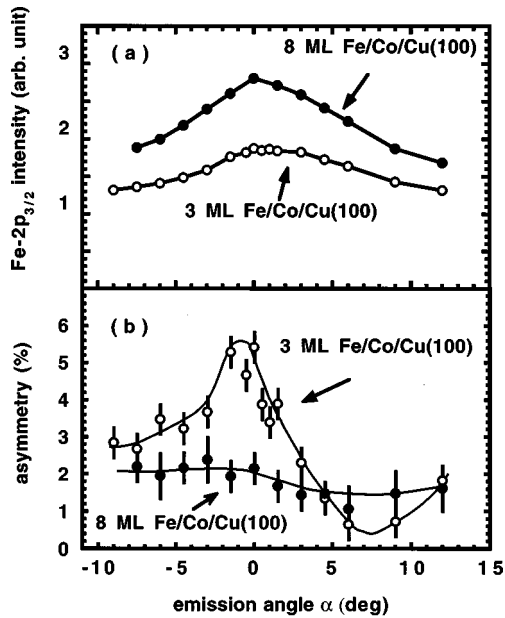 3
(a)
8 ML Fe/Co/Cu(100)
2
1
3 ML Fe/Co/Cu(100)
Fe-2p3/2 intensity (arb. unit)
6
(b)
5
3 ML Fe/Co/Cu(100)
4
3
2
1
8 ML Fe/Co/Cu(100)
0
asymmetry (%)
-10 -5 0 5 10 15
emission angle α (deg)